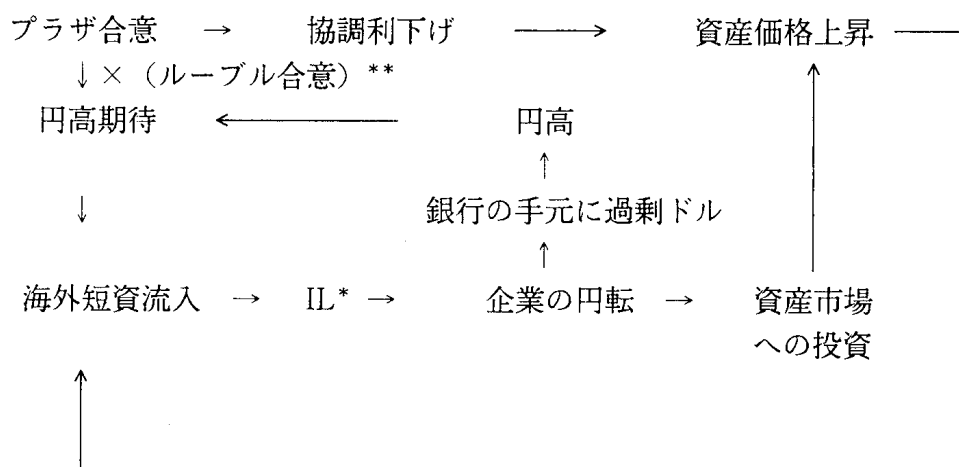 プラザ合意 → 協調利下げ → 資産価格上昇
↓×（ルーブル合意）**
円高期待 ← 円高
↓ ↑
銀行の手元に過剰ドル
↑
海外短資流入 → IL* → 企業の円転 → 資産市場
への投資